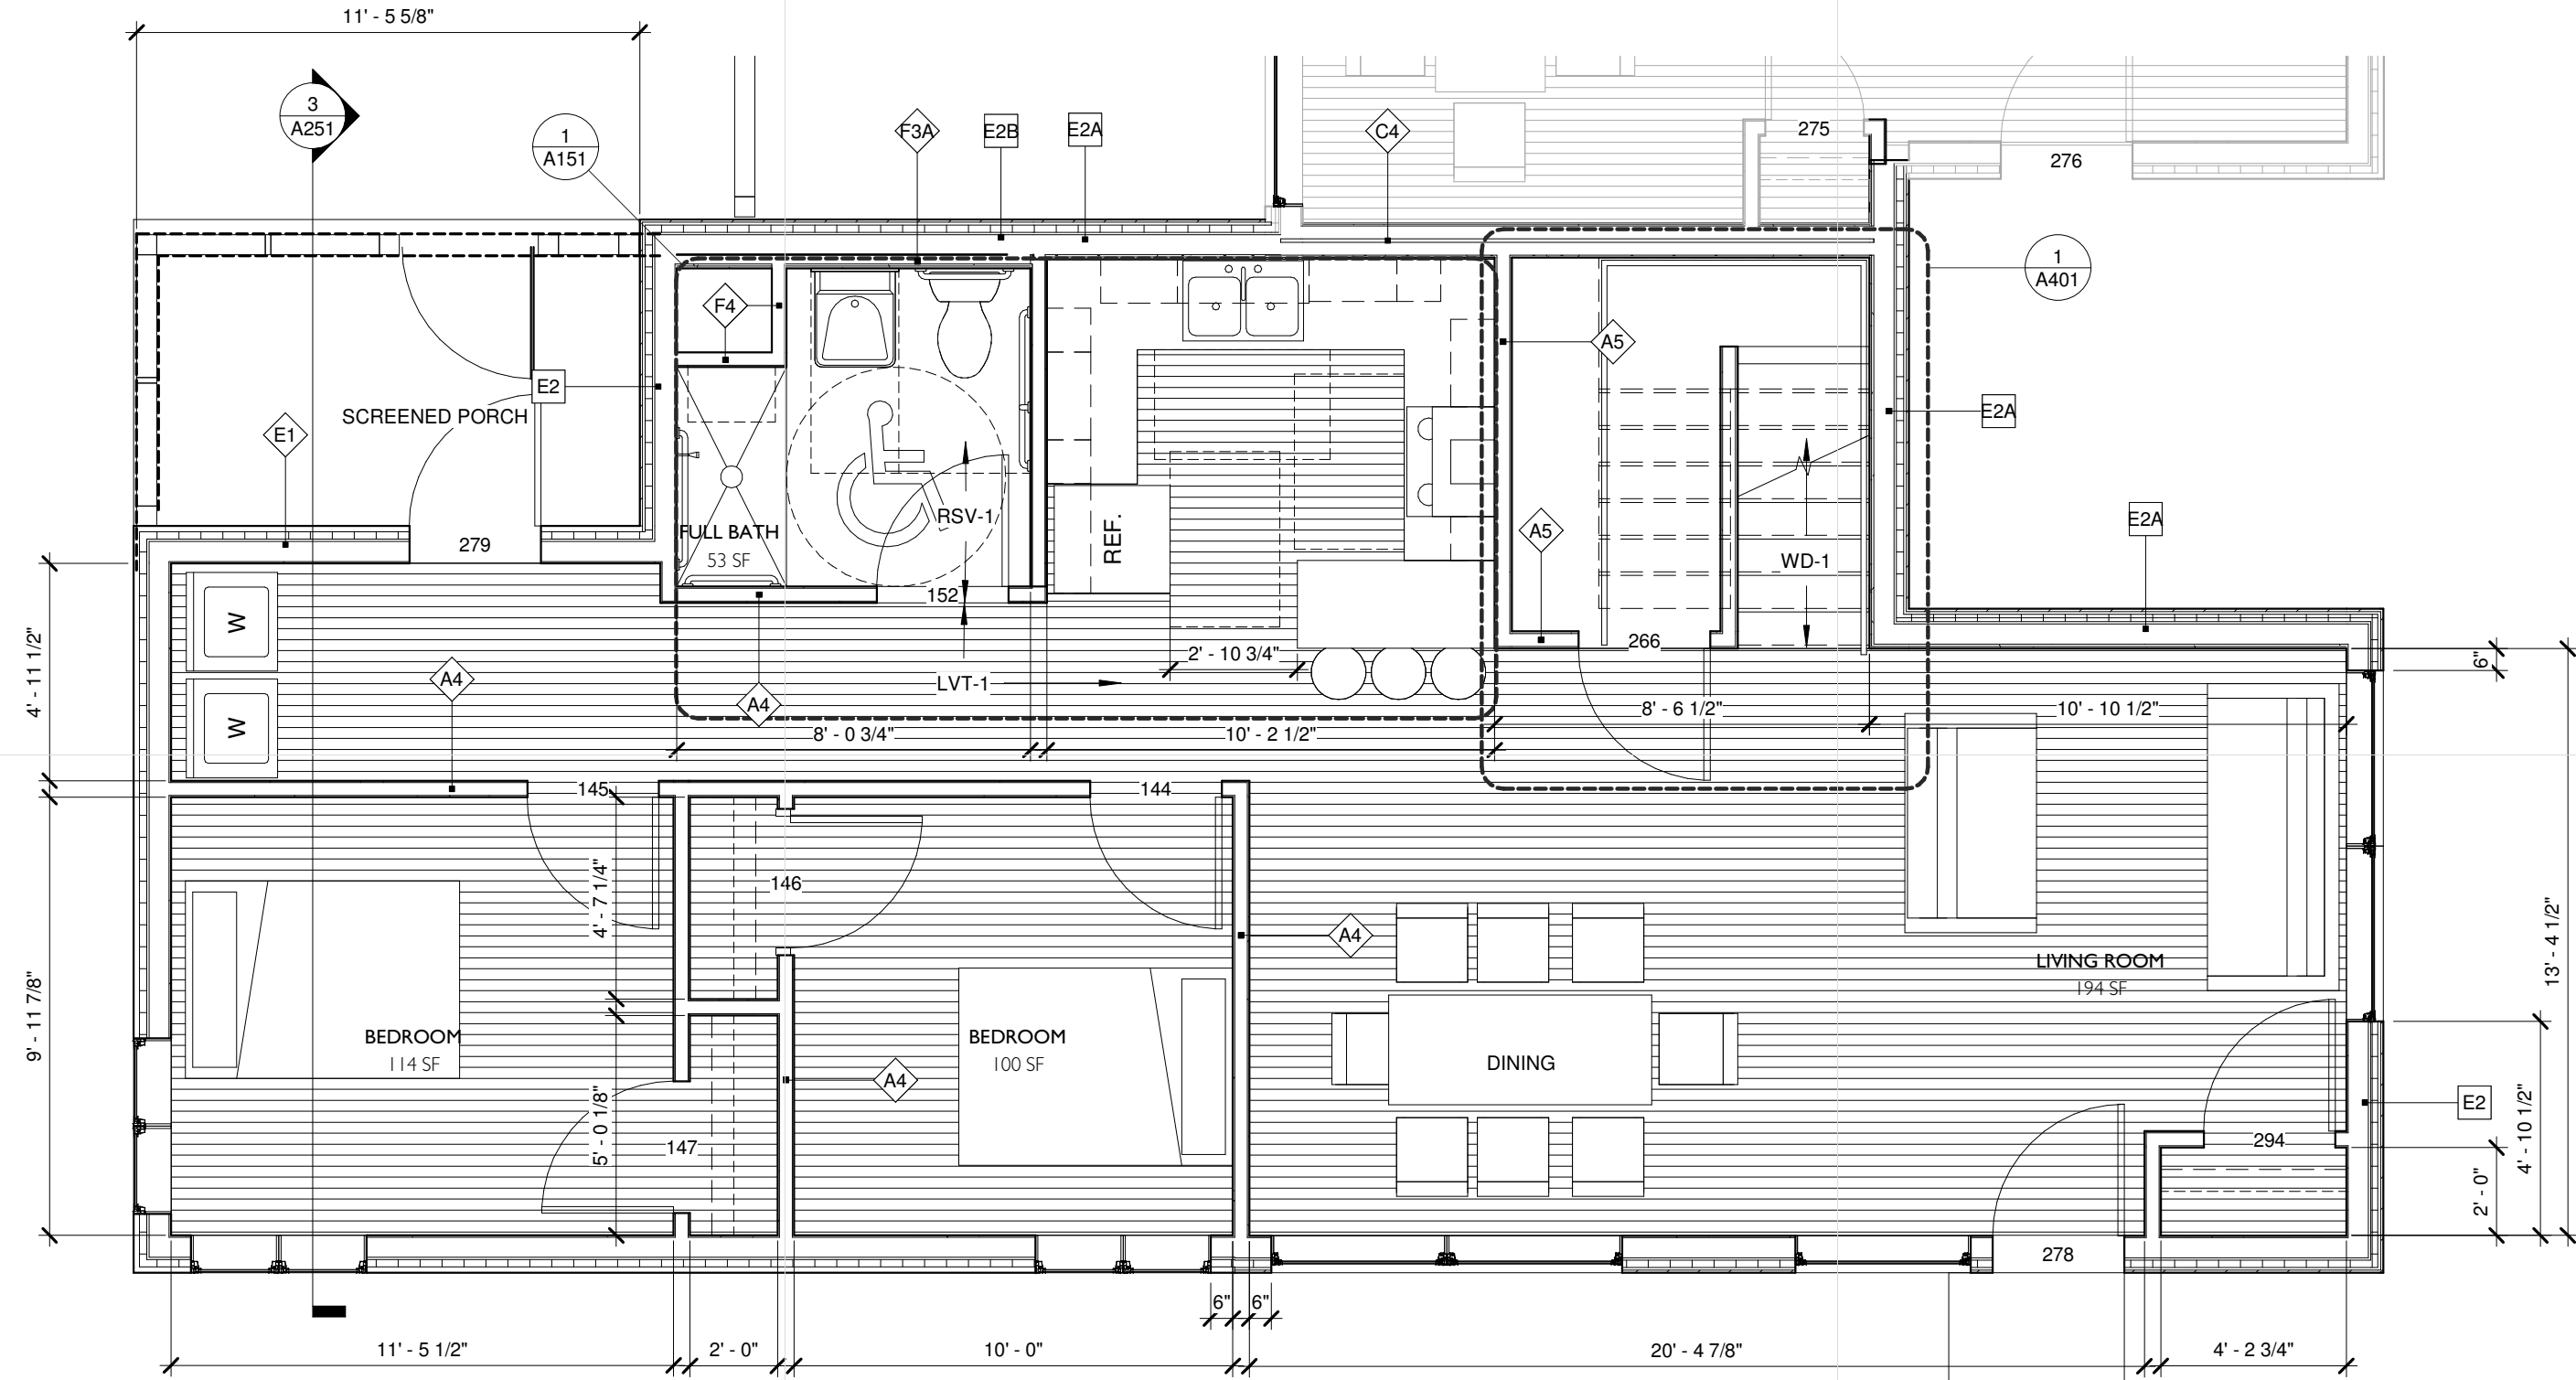 11' - 5 5/8"
3
A251
1
A151
F3A
E2B
E2A
C4
275
276
1
A401
F4
A5
E2
SCREENED PORCH
E1
E2A
RSV-1
FULL BATH
53 SF
REF.
A5
WD-1
E2A
279
152
266
W
W
4' - 11 1/2"
A4
A4
2' - 10 3/4"
LVT-1
8' - 0 3/4"
10' - 2 1/2"
8' - 6 1/2"
10' - 10 1/2"
6"
145
144
146
4' - 7 1/4"
A4
13' - 4 1/2"
LIVING ROOM
194 SF
9' - 11 7/8"
BEDROOM
114 SF
BEDROOM
100 SF
DINING
A4
E2
5' - 0 1/8"
147
294
4' - 10 1/2"
2' - 0"
278
6"
6"
11' - 5 1/2"
2' - 0"
10' - 0"
20' - 4 7/8"
4' - 2 3/4"